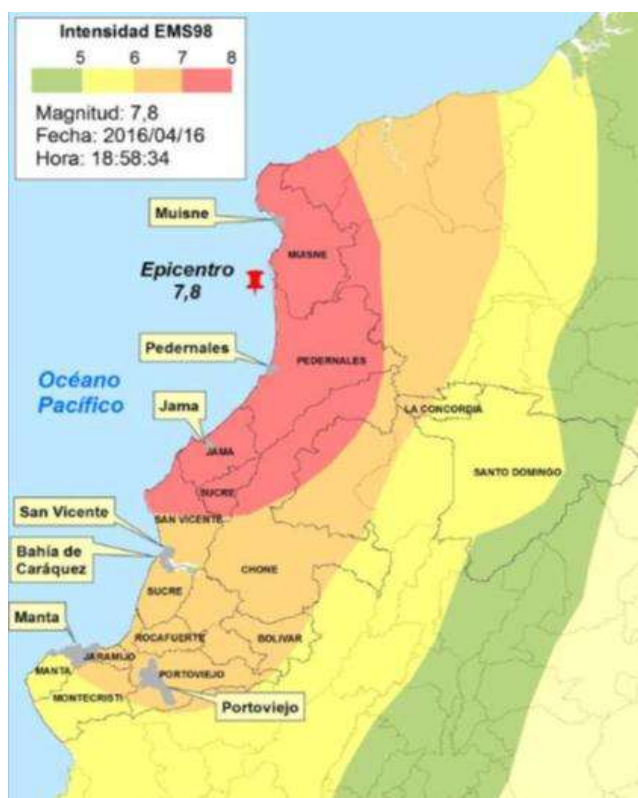 Intensidad EMS98
5 6 7 8
Magnitud: 7,8
Fecha: 2016/04/16
Hora: 18:58:34
Muisne
MUISNE
Epicentro
7,8
Pedernales
PEDERNALES
Océano
Pacífico
Jama
LA CONCORDIA
JAMA
SANTO DOMINGO
SUCRE
San Vicente
SAN VICENTE
Bahía de
Caráquez
CHONE
SUCRE
Manta
ROCAFUERTE
BOLIVAR
JARAMIJO
MANTA
PORTOVIEJO
MONTECRISTI
Portoviejo